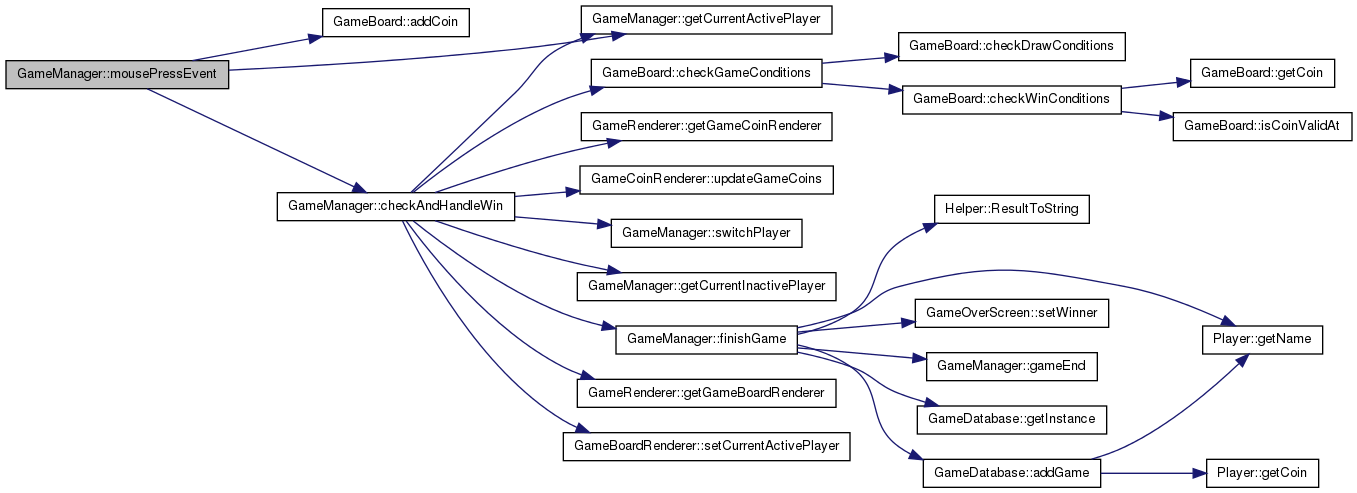 GameManager::mousePressEvent
GameBoard::addCoin
GameManager::getCurrentActivePlayer
GameBoard::checkGameConditions
GameBoard::checkDrawConditions
GameBoard::checkWinConditions
GameBoard::getCoin
GameBoard::isCoinValidAt
GameManager::checkAndHandleWin
GameRenderer::getGameCoinRenderer
GameCoinRenderer::updateGameCoins
GameManager::switchPlayer
GameManager::getCurrentInactivePlayer
GameManager::finishGame
GameRenderer::getGameBoardRenderer
GameBoardRenderer::setCurrentActivePlayer
Helper::ResultToString
GameOverScreen::setWinner
GameManager::gameEnd
GameDatabase::getInstance
GameDatabase::addGame
Player::getName
Player::getCoin